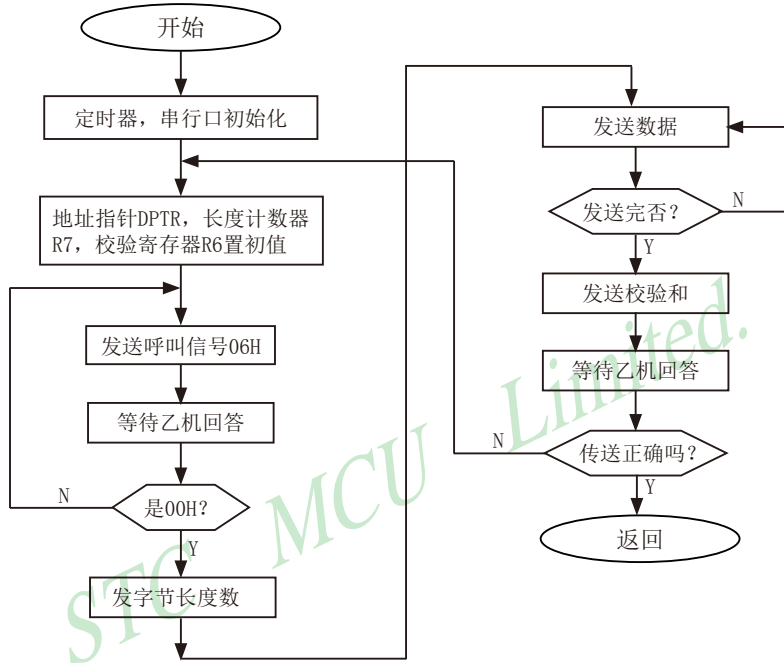 开始
定时器，串行口初始化
地址指针DPTR，长度计数器
R7，校验寄存器R6置初值
发送呼叫信号06H
等待乙机回答
是00H？
N
Y
发字节长度数
发送数据
发送完否？
N
Y
发送校验和
等待乙机回答
传送正确吗？
N
Y
返回
STC MCU Limited.